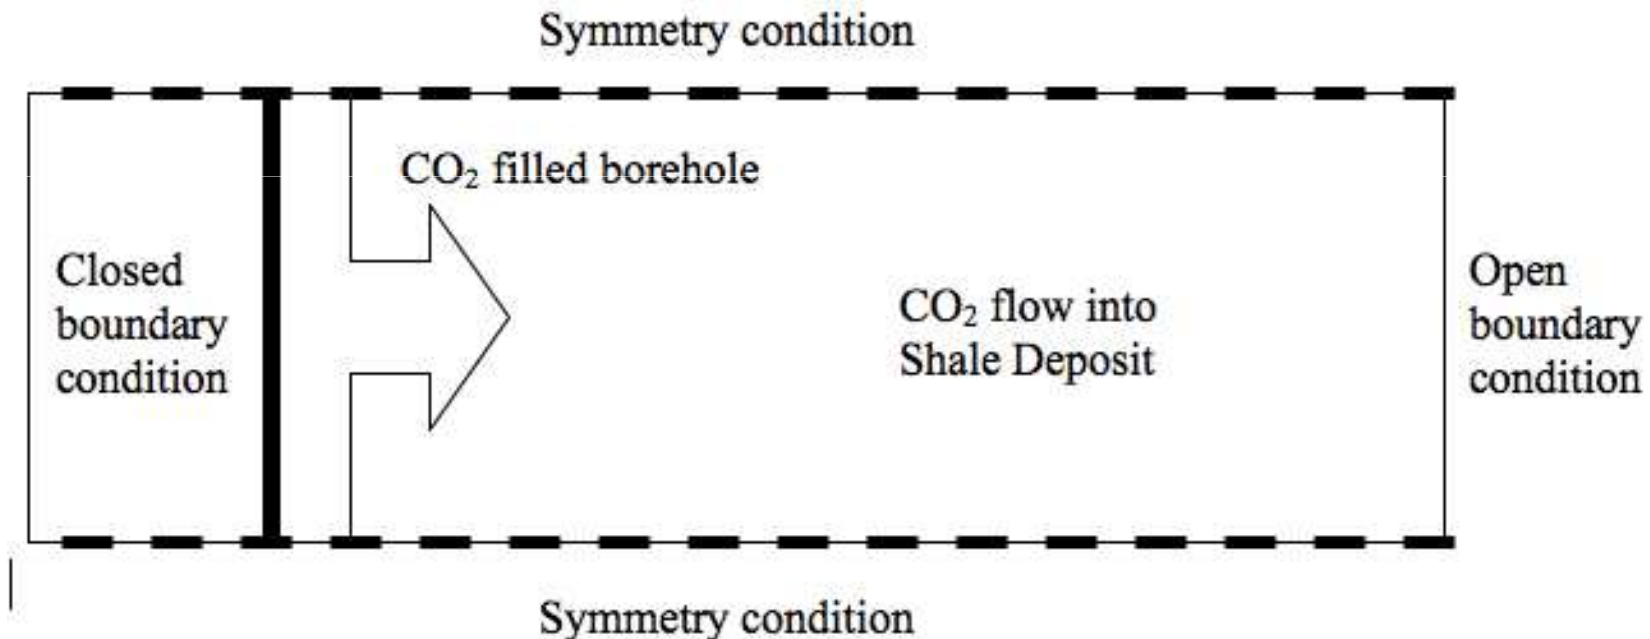 Symmetry condition
CO₂ filled borehole
Closed
boundary
condition
CO₂ flow into
Shale Deposit
Open
boundary
condition
Symmetry condition